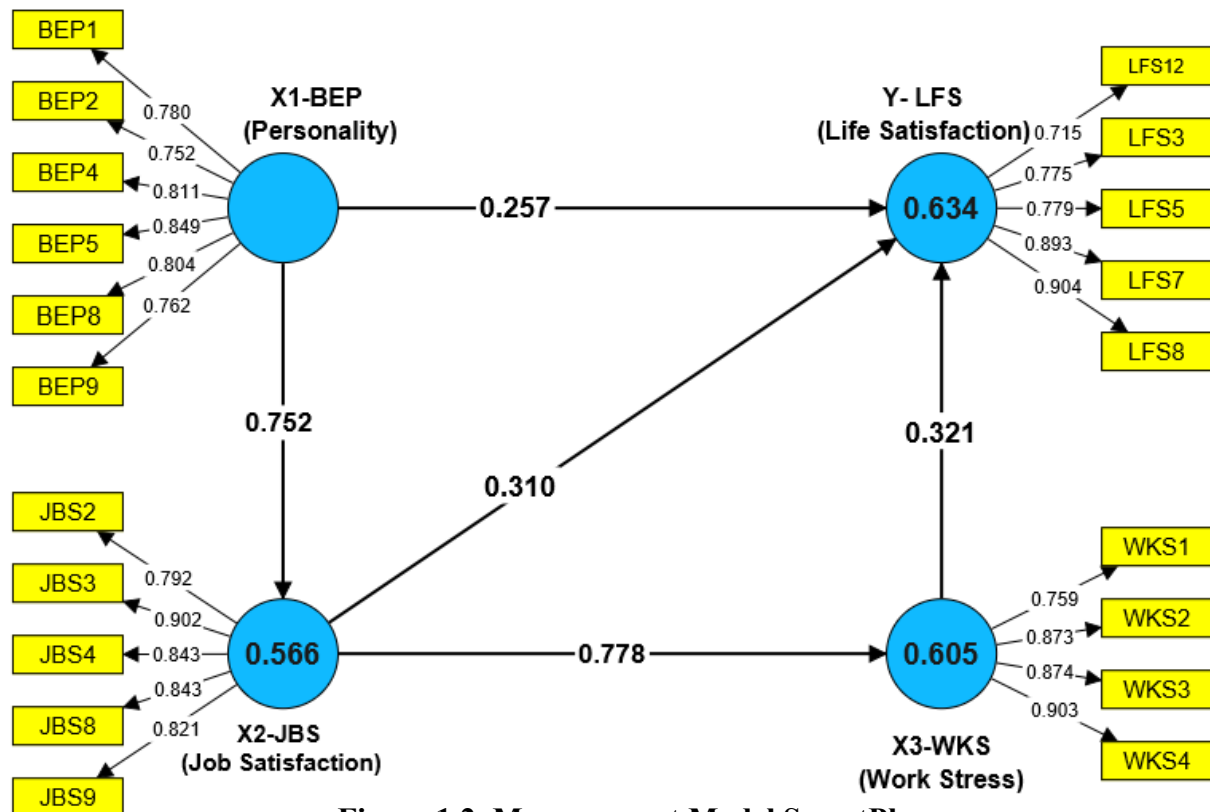 BEP1
BEP2
BEP4
BEP5
BEP8
BEP9
0.780
0.752
0.811
0.849
0.804
0.762
X1-BEP
(Personality)
0.257
Y- LFS
(Life Satisfaction)
0.634
0.715
0.775
0.779
0.893
0.904
LFS12
LFS3
LFS5
LFS7
LFS8
0.752
0.310
0.321
JBS2
JBS3
JBS4
JBS8
JBS9
0.792
0.902
0.843
0.843
0.821
0.566
X2-JBS
(Job Satisfaction)
0.778
0.605
X3-WKS
(Work Stress)
0.759
0.873
0.874
0.903
WKS1
WKS2
WKS3
WKS4